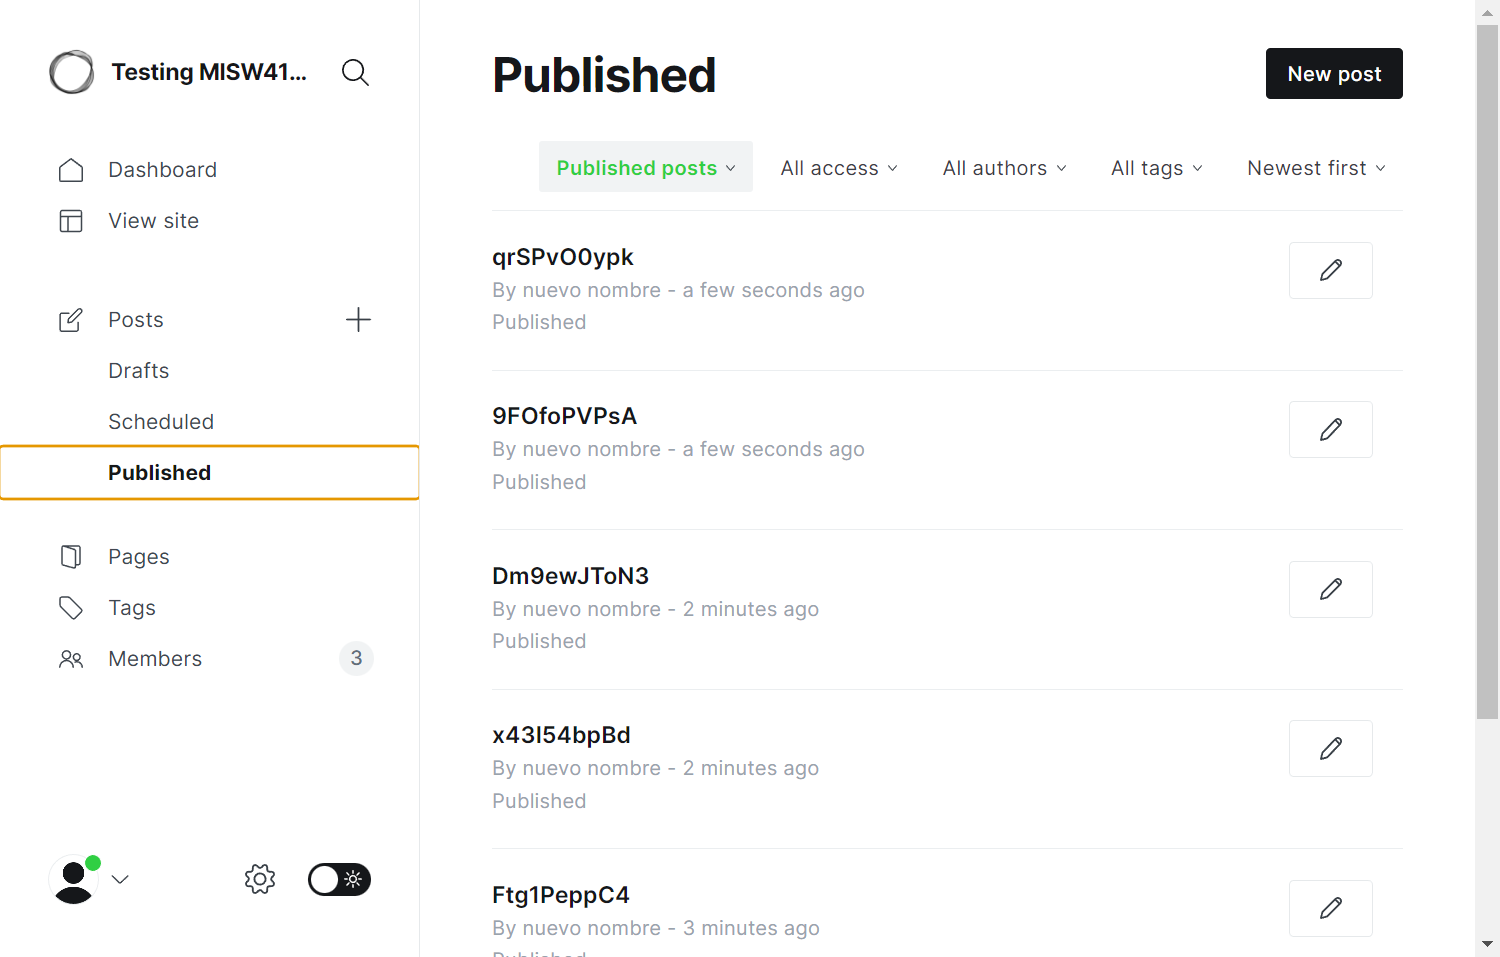 Testing MISW41...
Dashboard
View site
Posts
Drafts
Scheduled
Published
Pages
Tags
Members
3
Published
New post
Published posts
All access
All authors
All tags
Newest first
qrSPvO0ypk
By nuevo nombre - a few seconds ago
Published
9FOfoPVPsA
By nuevo nombre - a few seconds ago
Published
Dm9ewJToN3
By nuevo nombre - 2 minutes ago
Published
x43I54bpBd
By nuevo nombre - 2 minutes ago
Published
Ftg1PeppC4
By nuevo nombre - 3 minutes ago
Published